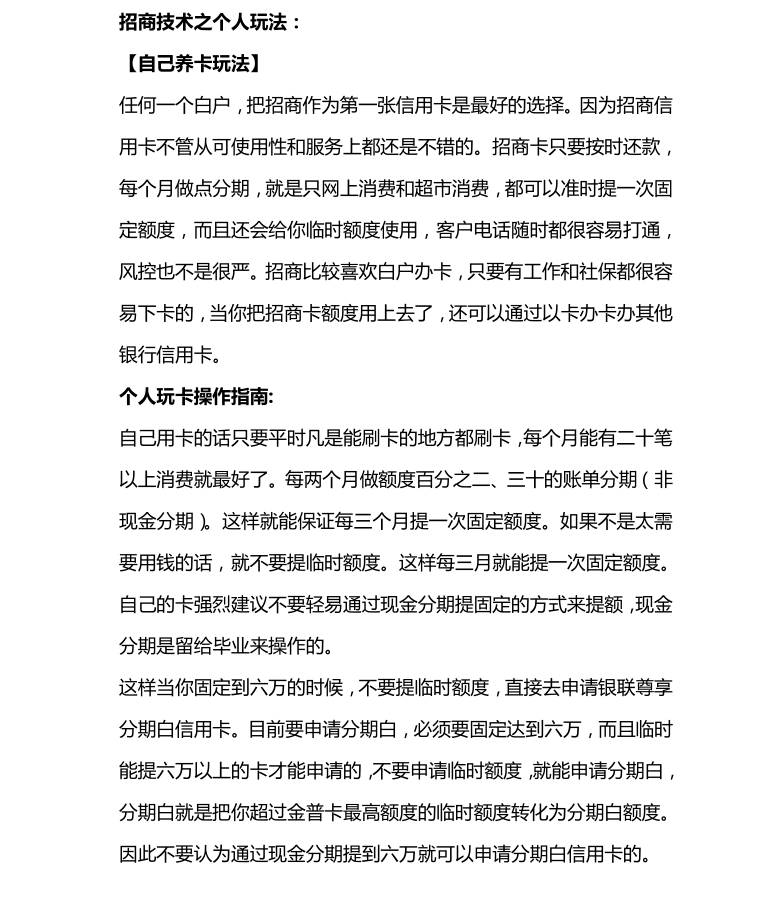 招商技术之个人玩法：
【自己养卡玩法】
任何一个白户，把招商作为第一张信用卡是最好的选择。因为招商信
用卡不管从可使用性和服务上都还是不错的。招商卡只要按时还款，
每个月做点分期，就是只网上消费和超市消费，都可以准时提一次固
定额度，而且还会给你临时额度使用，客户电话随时都很容易打通，
风控也不是很严。招商比较喜欢白户办卡，只要有工作和社保都很容
易下卡的，当你把招商卡额度用上去了，还可以通过以卡办卡办其他
银行信用卡。
个人玩卡操作指南:
自己用卡的话只要平时凡是能刷卡的地方都刷卡，每个月能有二十笔
以上消费就最好了。每两个月做额度百分之二、三十的账单分期（非
现金分期）。这样就能保证每三个月提一次固定额度。如果不是太需
要用钱的话，就不要提临时额度。这样每三月就能提一次固定额度。
自己的卡强烈建议不要轻易通过现金分期提固定的方式来提额，现金
分期是留给毕业来操作的。
这样当你固定到六万的时候，不要提临时额度，直接去申请银联尊享
分期白信用卡。目前要申请分期白，必须要固定达到六万，而且临时
能提六万以上的卡才能申请的，不要申请临时额度，就能申请分期白，
分期白就是把你超过金普卡最高额度的临时额度转化为分期白额度。
因此不要认为通过现金分期提到六万就可以申请分期白信用卡的。